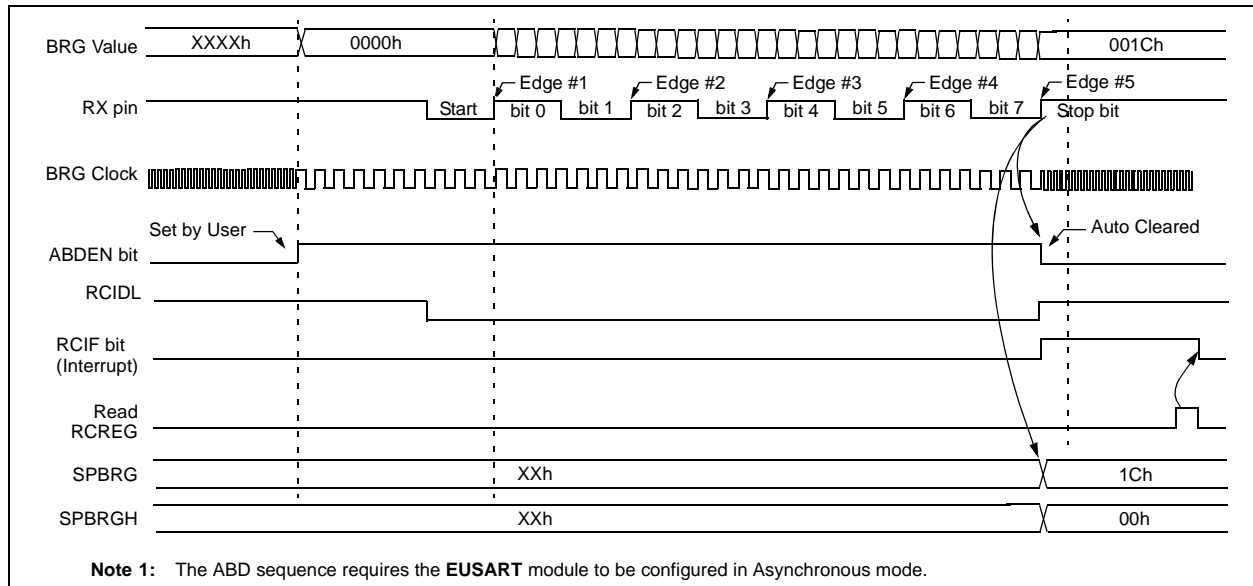 BRG Value XXXXh 0000h 001Ch
Edge #1 Edge #2 Edge #3 Edge #4 Edge #5
RX pin Start bit 0 bit 1 bit 2 bit 3 bit 4 bit 5 bit 6 bit 7 Stop bit
BRG Clock
Set by User Auto Cleared
ABDEN bit
RCIDL
RCIF bit
(Interrupt)
Read
RCREG
SPBRG XXh 1Ch
SPBRGH XXh 00h
Note 1: The ABD sequence requires the EUSART module to be configured in Asynchronous mode.